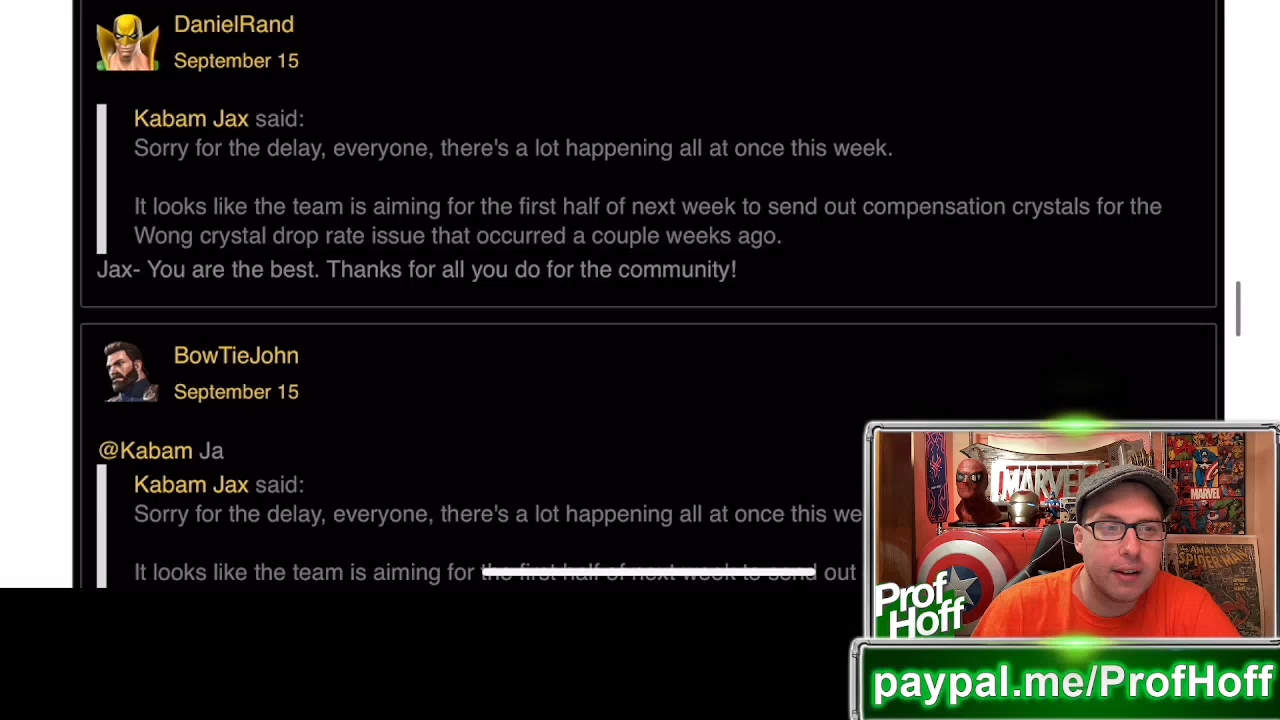 DanielRand
September 15
Kabam Jax said:
Sorry for the delay, everyone, there's a lot happening all at once this week.
It looks like the team is aiming for the first half of next week to send out compensation crystals for the
Wong crystal drop rate issue that occurred a couple weeks ago.
Jax- You are the best. Thanks for all you do for the community!
BowTieJohn
September 15
@Kabam Ja
Kabam Jax said:
Sorry for the delay, everyone, there's a lot happening all at once this we
It looks like the team is aiming for the first half of next week to send out
MARVEL
MARVEL
AMAZING
SPIDER-MAN
Prof
Hoff
paypal.me/ProfHoff